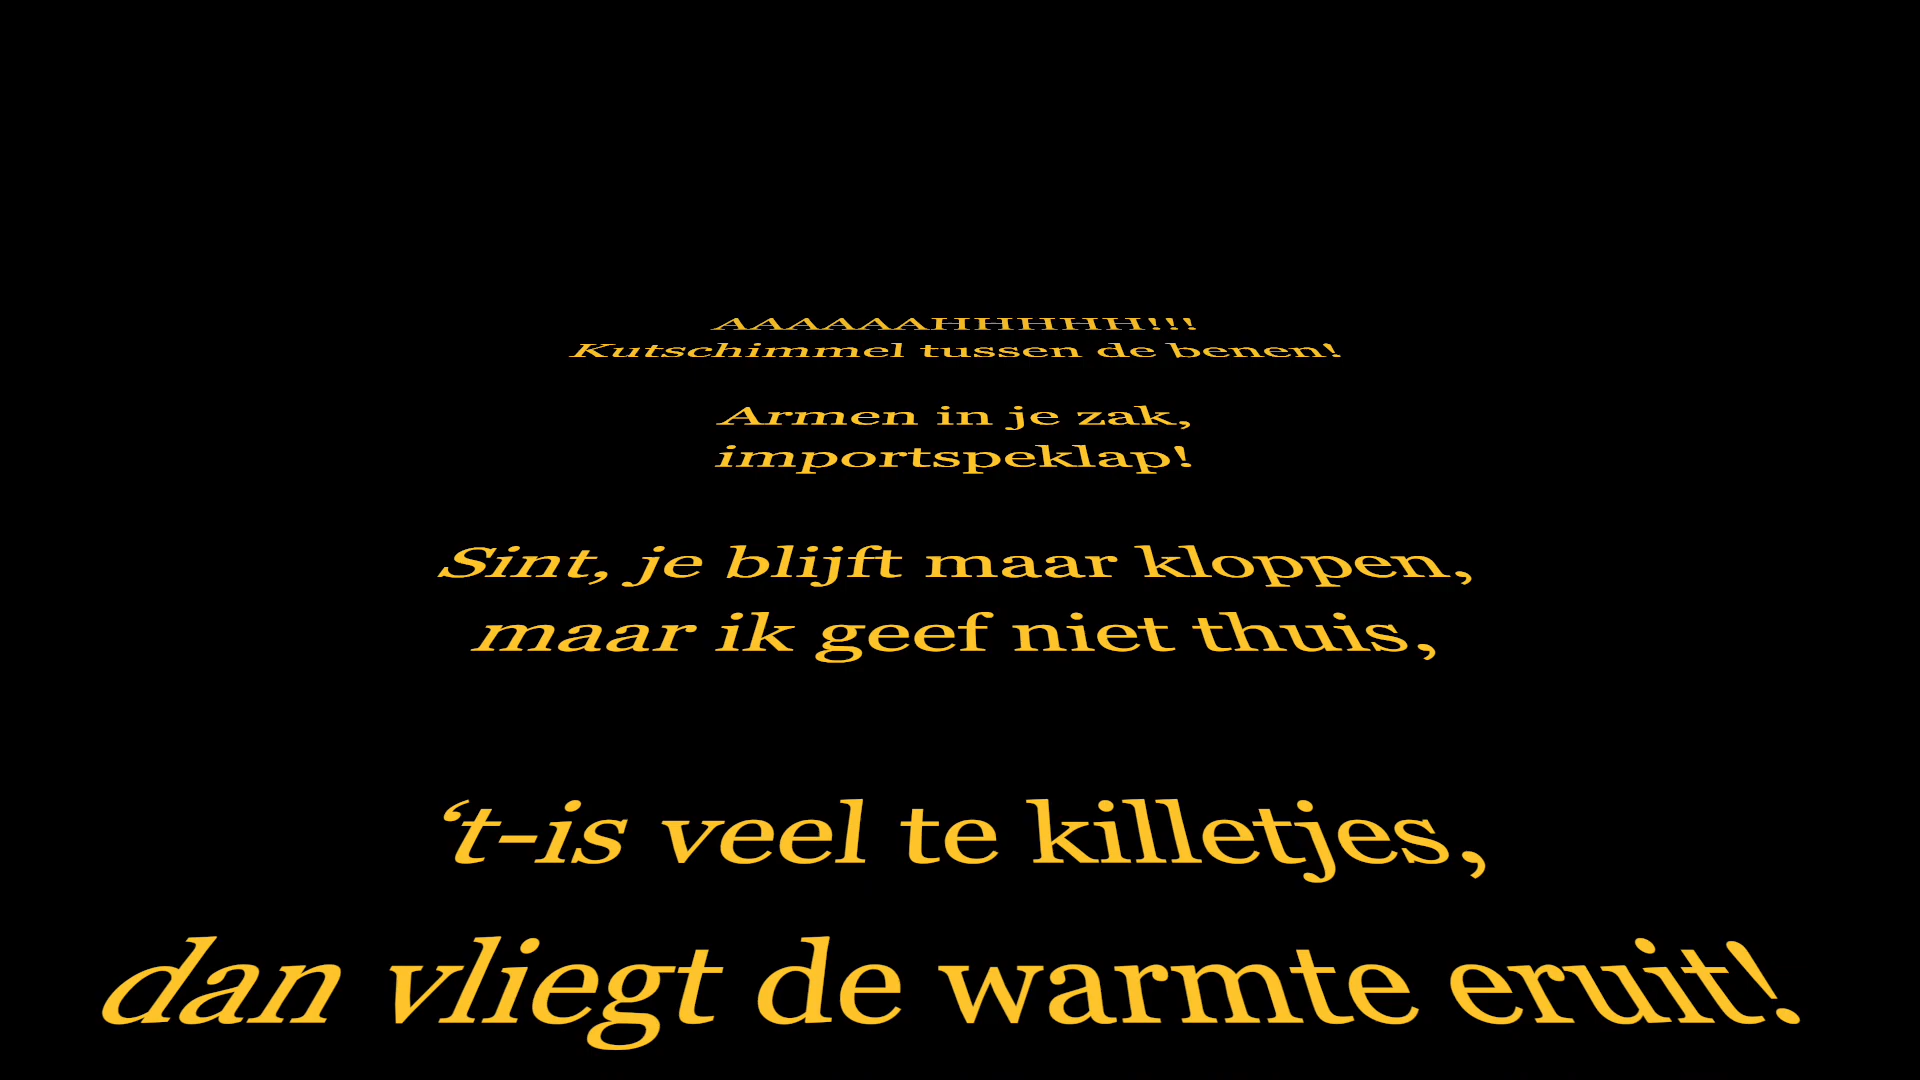 AAAAAAHHHHH!!!
Kutschimmel tussen de benen!
Armen in je zak,
importspeklap!
Sint, je blijft maar kloppen,
maar ik geef niet thuis,
‘t-is veel te killetjes,
dan vliegt de warmte eruit!